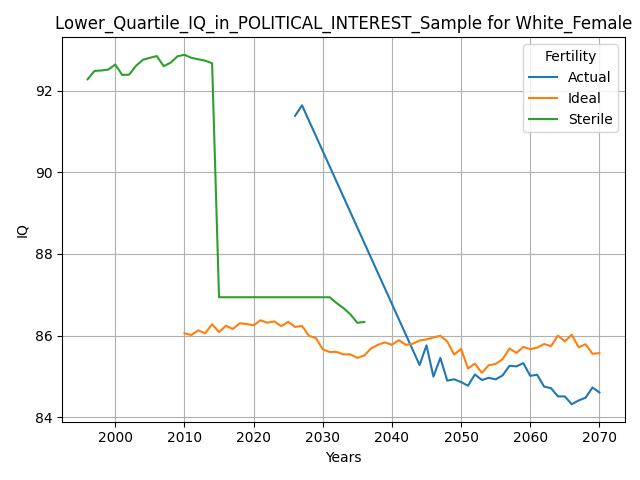 Lower_Quartile_IQ_in_POLITICAL_INTEREST_Sample for White_Female
Fertility
Actual
Ideal
Sterile
92
90
88
86
84
IQ
2000
2010
2020
2030
2040
2050
2060
2070
Years